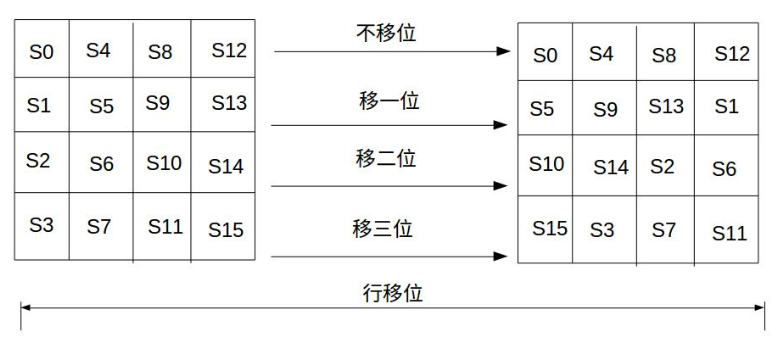 S0 S4 S8 S12 不移位 S0 S4 S8 S12
S1 S5 S9 S13 移一位 S5 S9 S13 S1
S2 S6 S10 S14 移二位 S10 S14 S2 S6
S3 S7 S11 S15 移三位 S15 S3 S7 S11
行移位